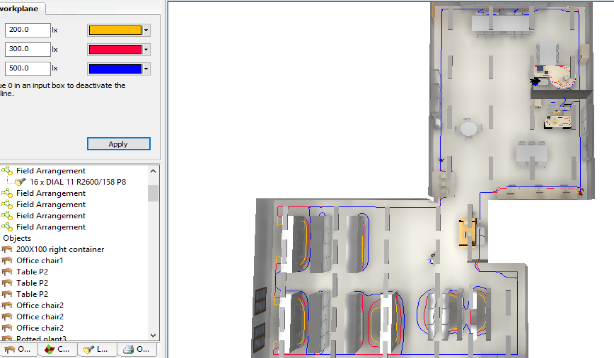 workplane
200.0 lx
300.0 lx
500.0 lx
ue 0 in an input box to deactivate the
line.
Apply
Field Arrangement
16 x DIAL 11 R2600/158 P8
Field Arrangement
Field Arrangement
Field Arrangement
Field Arrangement
Objects
200X100 right container
Office chair1
Table P2
Table P2
Table P2
Office chair2
Office chair2
Office chair2
Potted plant3
O... C... L... O...